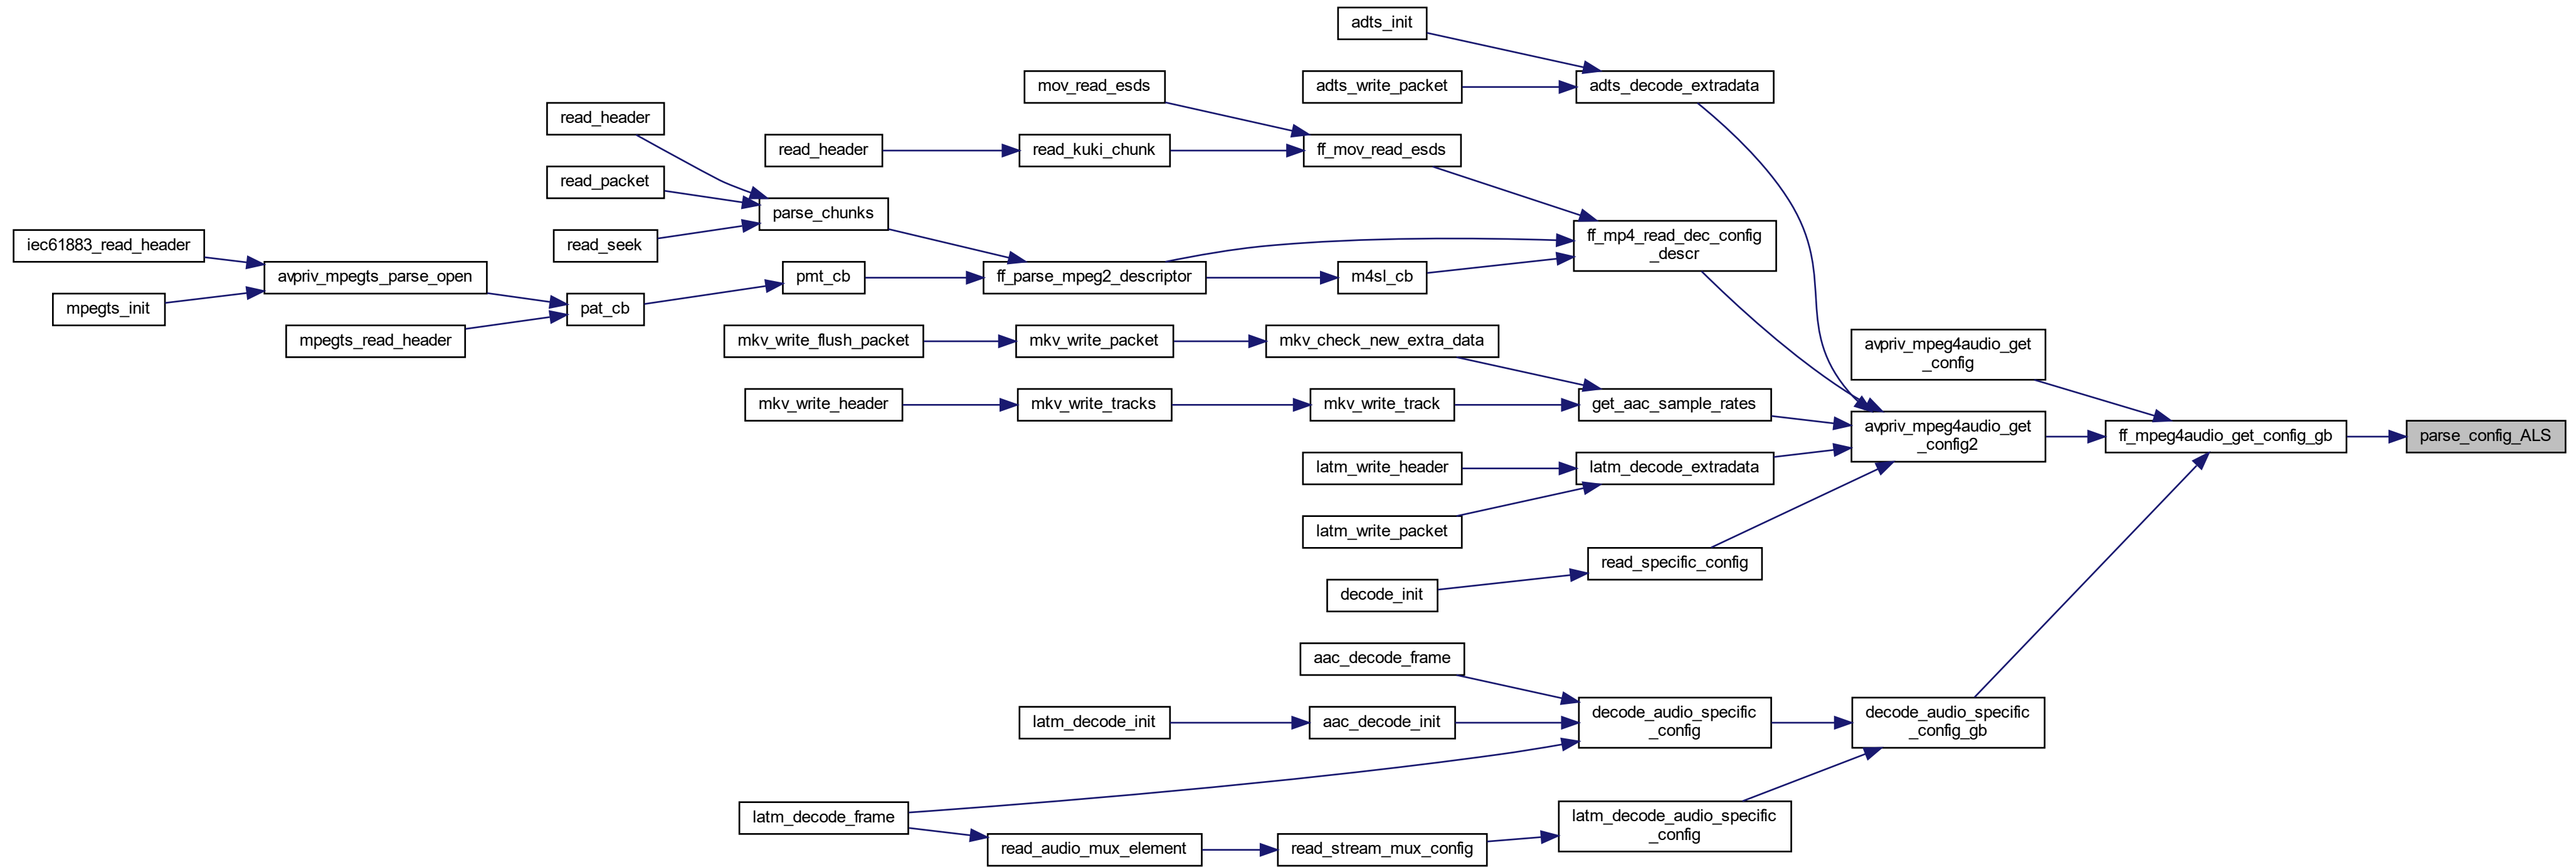 adts_init
mov_read_esds
adts_write_packet
adts_decode_extradata
read_header
read_header
read_kuki_chunk
ff_mov_read_esds
read_packet
parse_chunks
iec61883_read_header
read_seek
ff_mp4_read_dec_config
_descr
avpriv_mpegts_parse_open
pmt_cb
ff_parse_mpeg2_descriptor
m4sl_cb
mpegts_init
pat_cb
mpegts_read_header
mkv_write_flush_packet
mkv_write_packet
mkv_check_new_extra_data
avpriv_mpeg4audio_get
_config
mkv_write_header
mkv_write_tracks
mkv_write_track
get_aac_sample_rates
avpriv_mpeg4audio_get
_config2
ff_mpeg4audio_get_config_gb
parse_config_ALS
latm_write_header
latm_decode_extradata
latm_write_packet
read_specific_config
decode_init
aac_decode_frame
latm_decode_init
aac_decode_init
decode_audio_specific
_config
decode_audio_specific
_config_gb
latm_decode_frame
latm_decode_audio_specific
_config
read_audio_mux_element
read_stream_mux_config